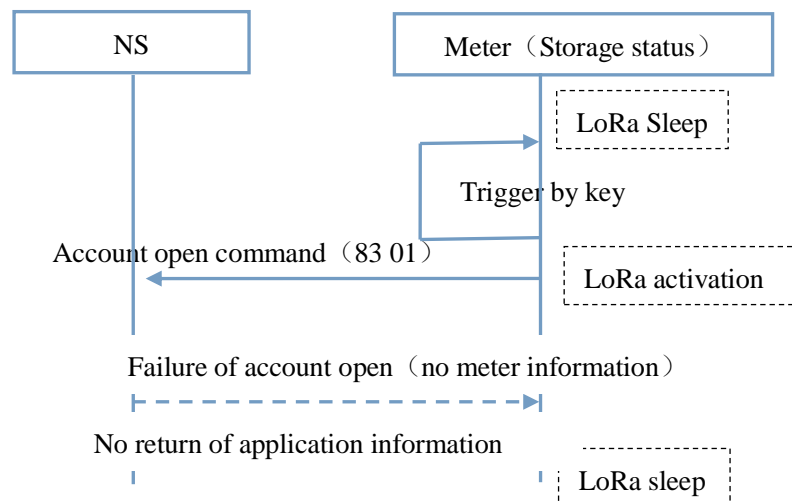 NS
Meter（Storage status）
LoRa Sleep
Trigger by key
Account open command（83 01）
LoRa activation
Failure of account open（no meter information）
No return of application information
LoRa sleep